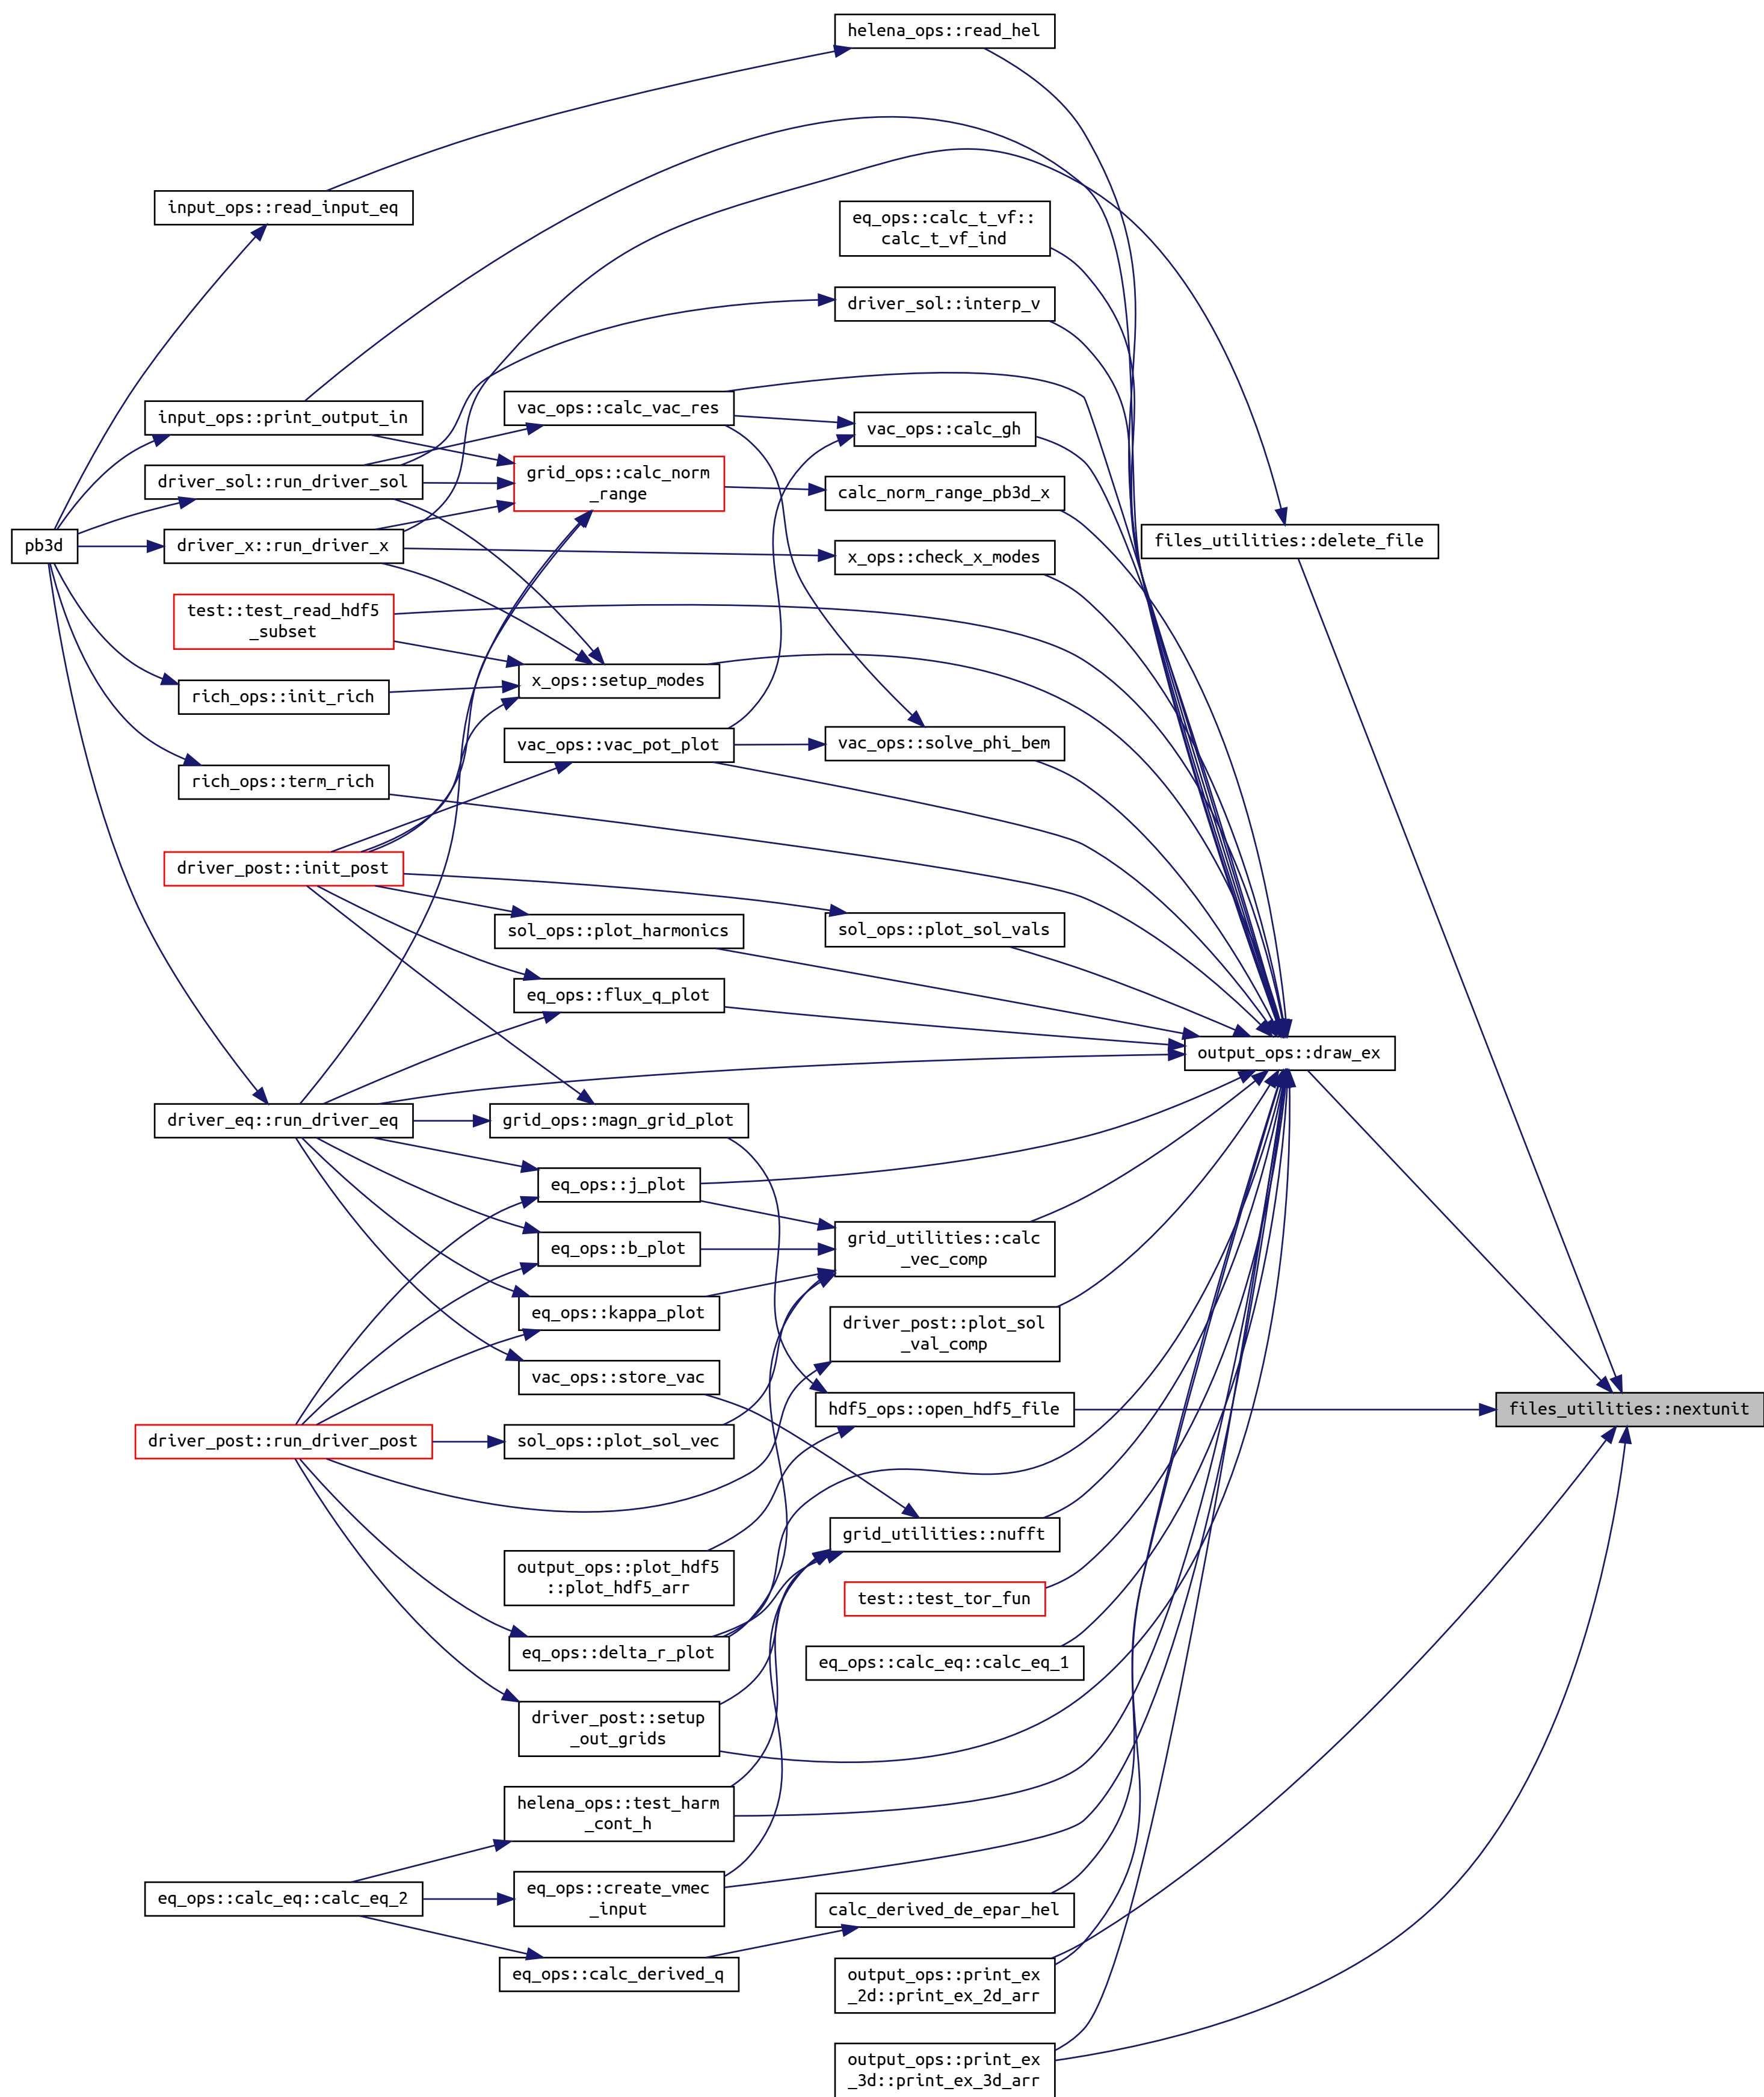 helena_ops::read_hel
input_ops::read_input_eq
eq_ops::calc_t_vf::
calc_t_vf_ind
driver_sol::interp_v
input_ops::print_output_in
vac_ops::calc_vac_res
vac_ops::calc_gh
driver_sol::run_driver_sol
grid_ops::calc_norm
_range
calc_norm_range_pb3d_x
pb3d
driver_x::run_driver_x
x_ops::check_x_modes
files_utilities::delete_file
test::test_read_hdf5
_subset
rich_ops::init_rich
x_ops::setup_modes
vac_ops::vac_pot_plot
vac_ops::solve_phi_bem
rich_ops::term_rich
driver_post::init_post
sol_ops::plot_harmonics
sol_ops::plot_sol_vals
eq_ops::flux_q_plot
output_ops::draw_ex
driver_eq::run_driver_eq
grid_ops::magn_grid_plot
eq_ops::j_plot
eq_ops::b_plot
grid_utilities::calc
_vec_comp
eq_ops::kappa_plot
driver_post::plot_sol
_val_comp
vac_ops::store_vac
hdf5_ops::open_hdf5_file
files_utilities::nextunit
driver_post::run_driver_post
sol_ops::plot_sol_vec
grid_utilities::nufft
output_ops::plot_hdf5
::plot_hdf5_arr
test::test_tor_fun
eq_ops::delta_r_plot
eq_ops::calc_eq::calc_eq_1
driver_post::setup
_out_grids
helena_ops::test_harm
_cont_h
eq_ops::calc_eq::calc_eq_2
eq_ops::create_vmec
_input
calc_derived_de_epar_hel
eq_ops::calc_derived_q
output_ops::print_ex
_2d::print_ex_2d_arr
output_ops::print_ex
_3d::print_ex_3d_arr